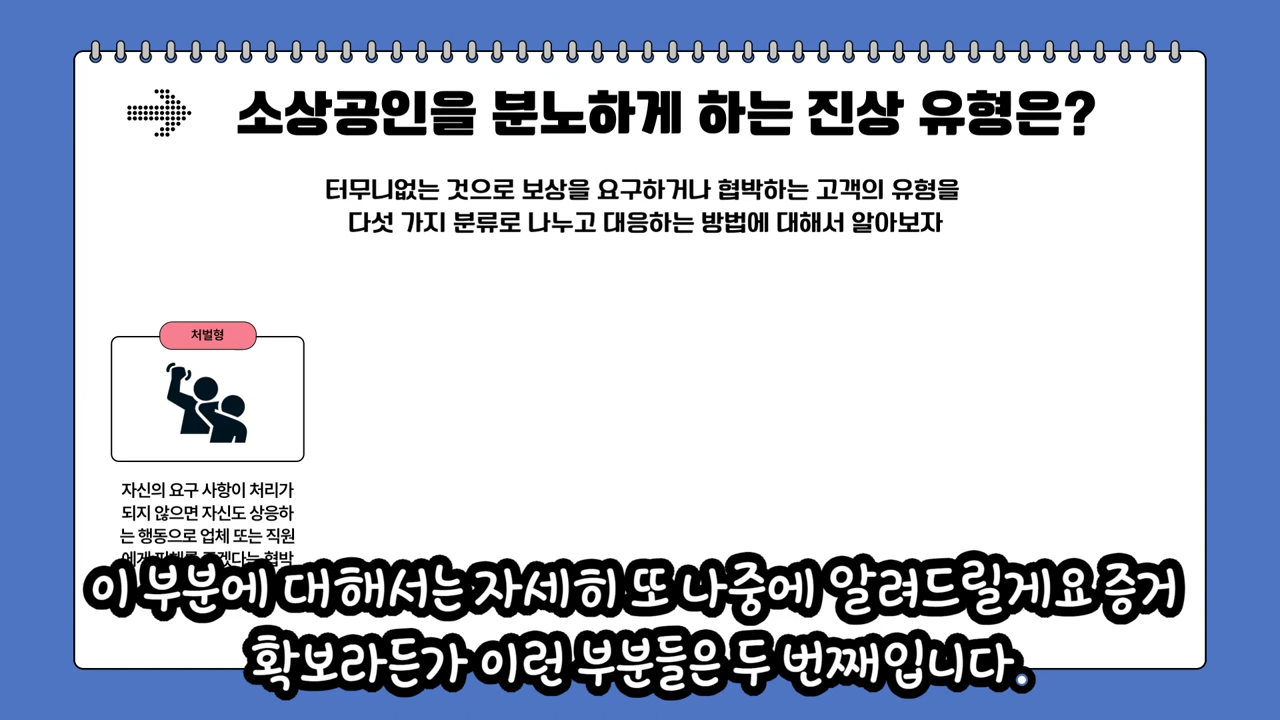 소상공인을 분노하게 하는 진상 유형은?
터무니없는 것으로 보상을 요구하거나 협박하는 고객의 유형을
다섯 가지 분류로 나누고 대응하는 방법에 대해서 알아보자
처벌형
자신의 요구 사항이 처리가
되지 않으면 자신도 상응하
는 행동으로 업체 또는 직원
협박
이 부분에 대해서는 자세히 또 나중에 알려드릴게요 증거
확보라든가 이런 부분들은 두 번째입니다.